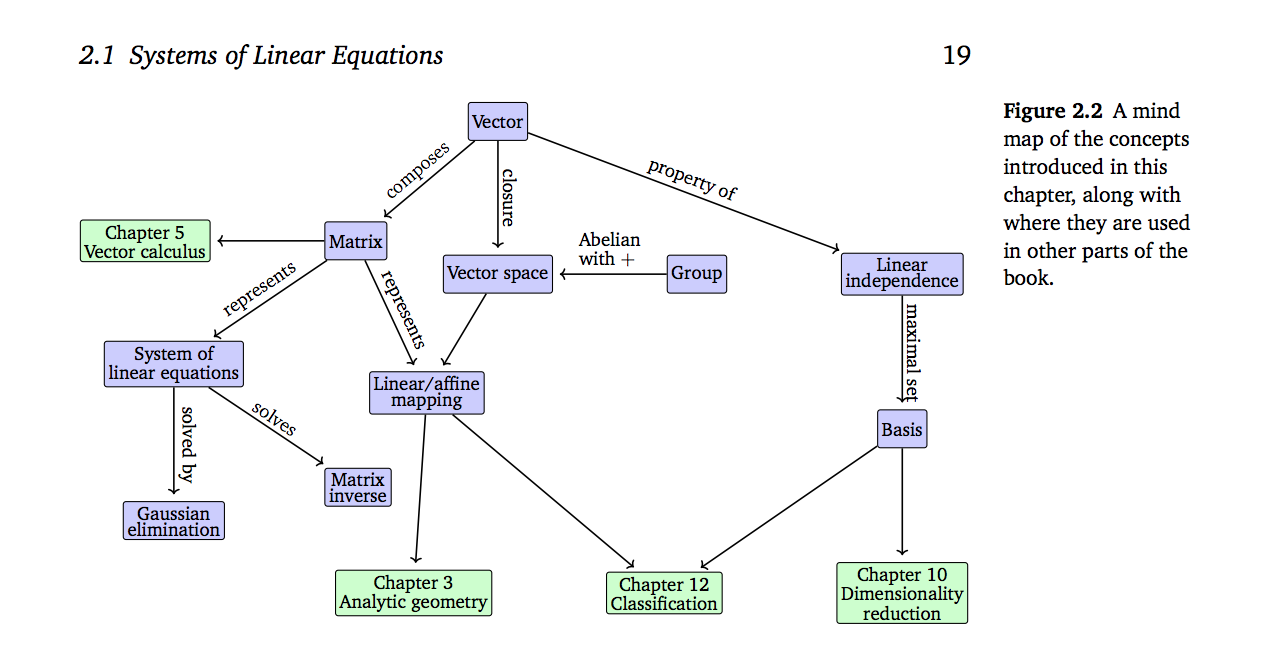 2.1 Systems of Linear Equations
19
Figure 2.2 A mind
map of the concepts
introduced in this
chapter, along with
where they are used
in other parts of the
book.
Vector
composes
closure
property of
Chapter 5
Vector calculus
Matrix
Abelian
with +
Vector space
Group
Linear
independence
represents
represents
maximal set
System of
linear equations
Linear/affine
mapping
solved by
solves
Basis
Matrix
inverse
Gaussian
elimination
Chapter 3
Analytic geometry
Chapter 12
Classification
Chapter 10
Dimensionality
reduction